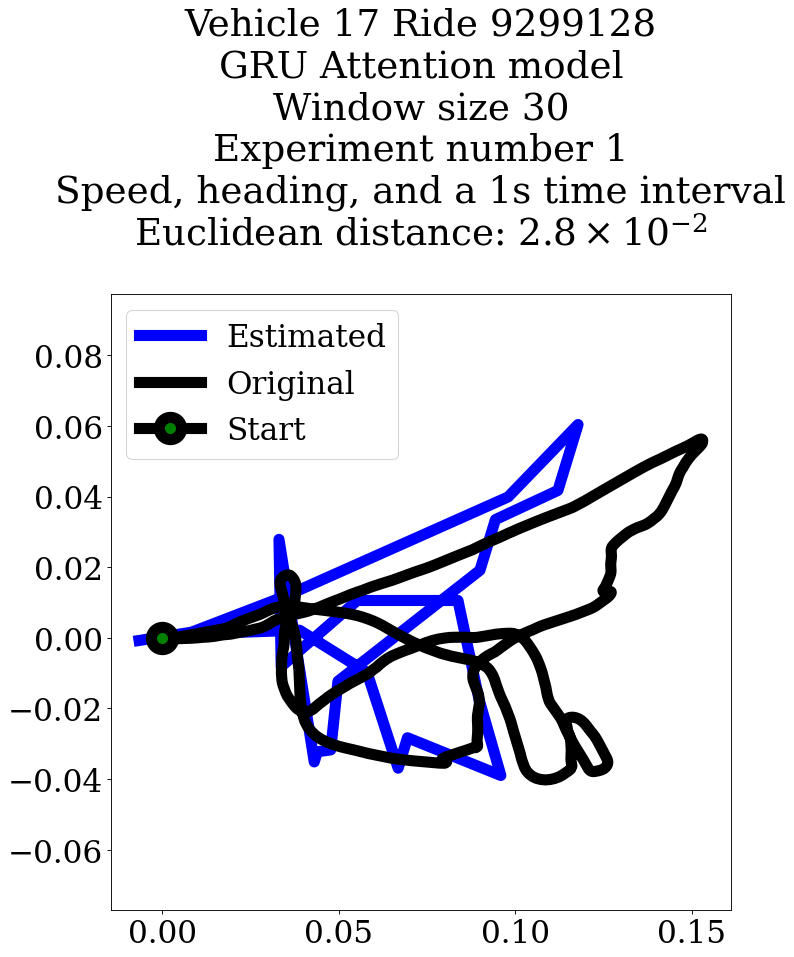 Vehicle 17 Ride 9299128
GRU Attention model
Window size 30
Experiment number 1
Speed, heading, and a 1s time interval
Euclidean distance: 2.8 × 10⁻²
Estimated
Original
Start
0.08
0.06
0.04
0.02
0.00
−0.02
−0.04
−0.06
0.00 0.05 0.10 0.15